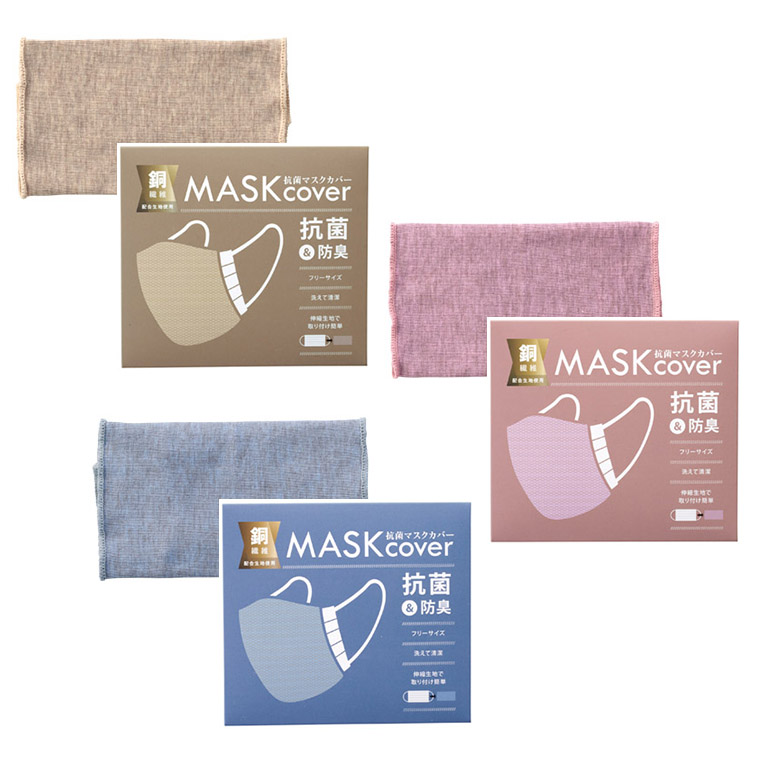 銅
繊維
配合生地使用
抗菌マスクカバー
MASKcover
抗菌
&防臭
フリーサイズ
洗えて清潔
伸縮生地で
取り付け簡単
銅
繊維
配合生地使用
抗菌マスクカバー
MASKcover
抗菌
&防臭
フリーサイズ
洗えて清潔
伸縮生地で
取り付け簡単
銅
繊維
配合生地使用
抗菌マスクカバー
MASKcover
抗菌
&防臭
フリーサイズ
洗えて清潔
伸縮生地で
取り付け簡単